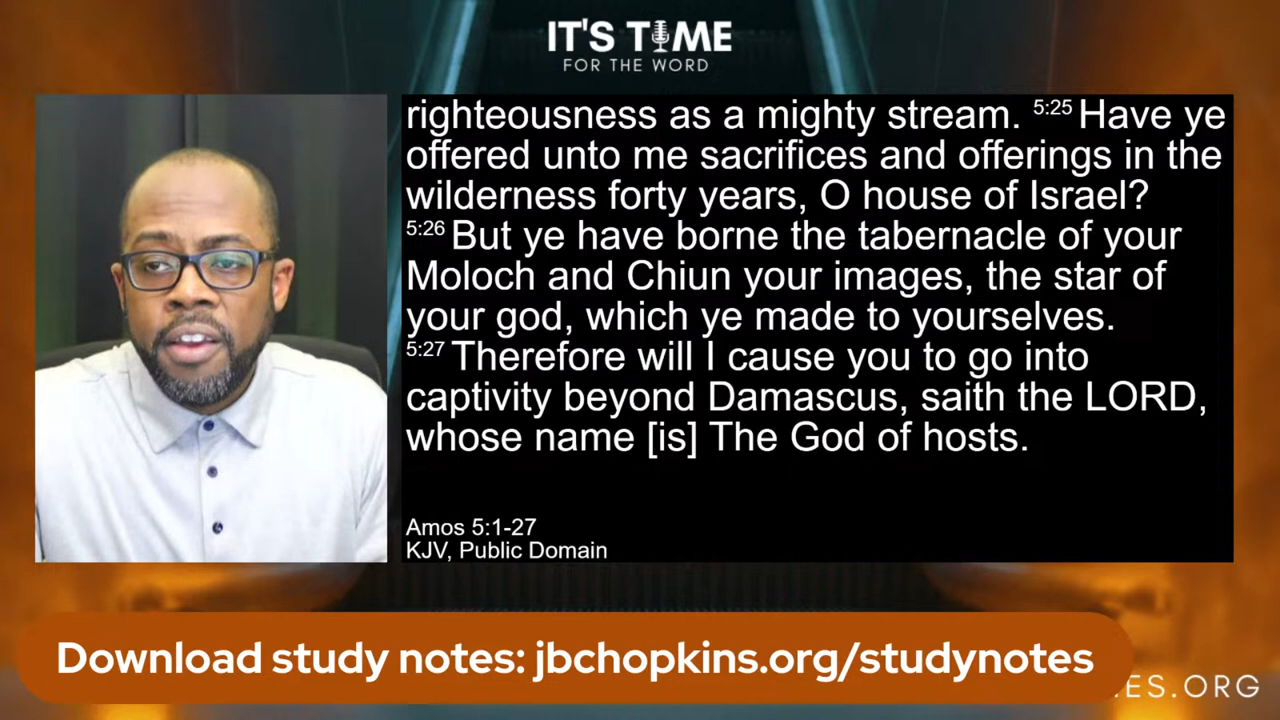 IT'S TIME
FOR THE WORD
righteousness as a mighty stream. 5:25 Have ye
offered unto me sacrifices and offerings in the
wilderness forty years, O house of Israel?
5:26 But ye have borne the tabernacle of your
Moloch and Chiun your images, the star of
your god, which ye made to yourselves.
5:27 Therefore will I cause you to go into
captivity beyond Damascus, saith the LORD,
whose name [is] The God of hosts.
Amos 5:1-27
KJV, Public Domain
Download study notes: jbchopkins.org/studynotes
ES.ORG